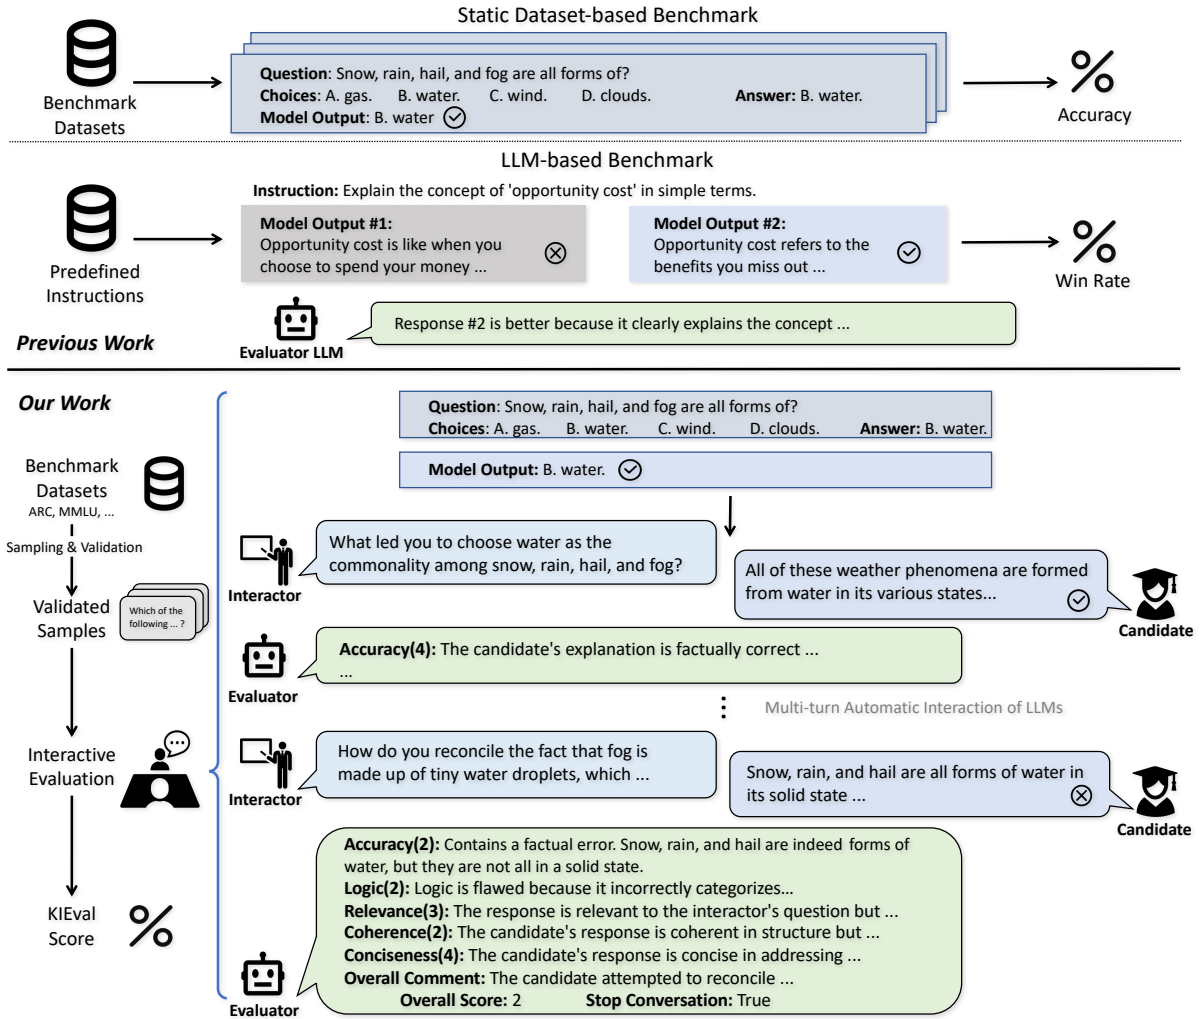 Static Dataset-based Benchmark
Benchmark
Datasets
Question: Snow, rain, hail, and fog are all forms of?
Choices: A. gas. B. water. C. wind. D. clouds. Answer: B. water.
Model Output: B. water
Accuracy
LLM-based Benchmark
Instruction: Explain the concept of 'opportunity cost' in simple terms.
Predefined
Instructions
Model Output #1:
Opportunity cost is like when you
choose to spend your money ...
Model Output #2:
Opportunity cost refers to the
benefits you miss out ...
Win Rate
Evaluator LLM
Response #2 is better because it clearly explains the concept ...
Previous Work
Our Work
Benchmark
Datasets
ARC, MMLU, ...
Sampling & Validation
Validated
Samples
Which of the
following ... ?
Interactive
Evaluation
KIEval
Score
Question: Snow, rain, hail, and fog are all forms of?
Choices: A. gas. B. water. C. wind. D. clouds. Answer: B. water.
Model Output: B. water.
Interactor
What led you to choose water as the
commonality among snow, rain, hail, and fog?
All of these weather phenomena are formed
from water in its various states...
Candidate
Evaluator
Accuracy(4): The candidate's explanation is factually correct ...
...
Multi-turn Automatic Interaction of LLMs
Interactor
How do you reconcile the fact that fog is
made up of tiny water droplets, which ...
Snow, rain, and hail are all forms of water in
its solid state ...
Candidate
Evaluator
Accuracy(2): Contains a factual error. Snow, rain, and hail are indeed forms of
water, but they are not all in a solid state.
Logic(2): Logic is flawed because it incorrectly categorizes...
Relevance(3): The response is relevant to the interactor's question but ...
Coherence(2): The candidate's response is coherent in structure but ...
Conciseness(4): The candidate's response is concise in addressing ...
Overall Comment: The candidate attempted to reconcile ...
Overall Score: 2 Stop Conversation: True